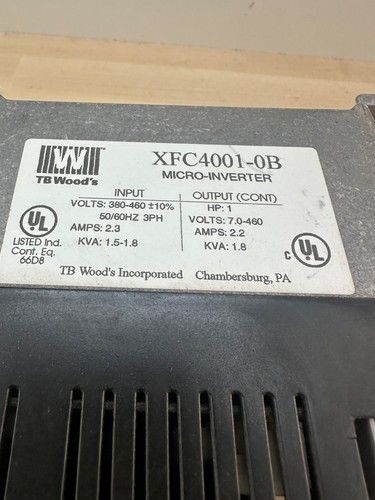 XFC4001-0B
MICRO-INVERTER
TB Wood's
INPUT
VOLTS: 380-460 ±10%
50/60HZ 3PH
AMPS: 2.3
KVA: 1.5-1.8
OUTPUT (CONT)
HP: 1
VOLTS: 7.0-460
AMPS: 2.2
KVA: 1.8
UL
LISTED Ind.
Cont. Eq.
66D8
C UL
TB Wood's Incorporated Chambersburg, PA